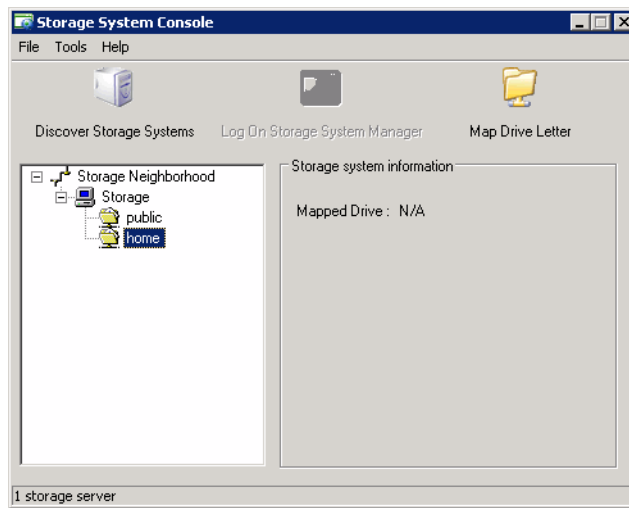 Storage System Console
File Tools Help
Discover Storage Systems Log On Storage System Manager Map Drive Letter
Storage Neighborhood
Storage
public
home
Storage system information
Mapped Drive : N/A
1 storage server